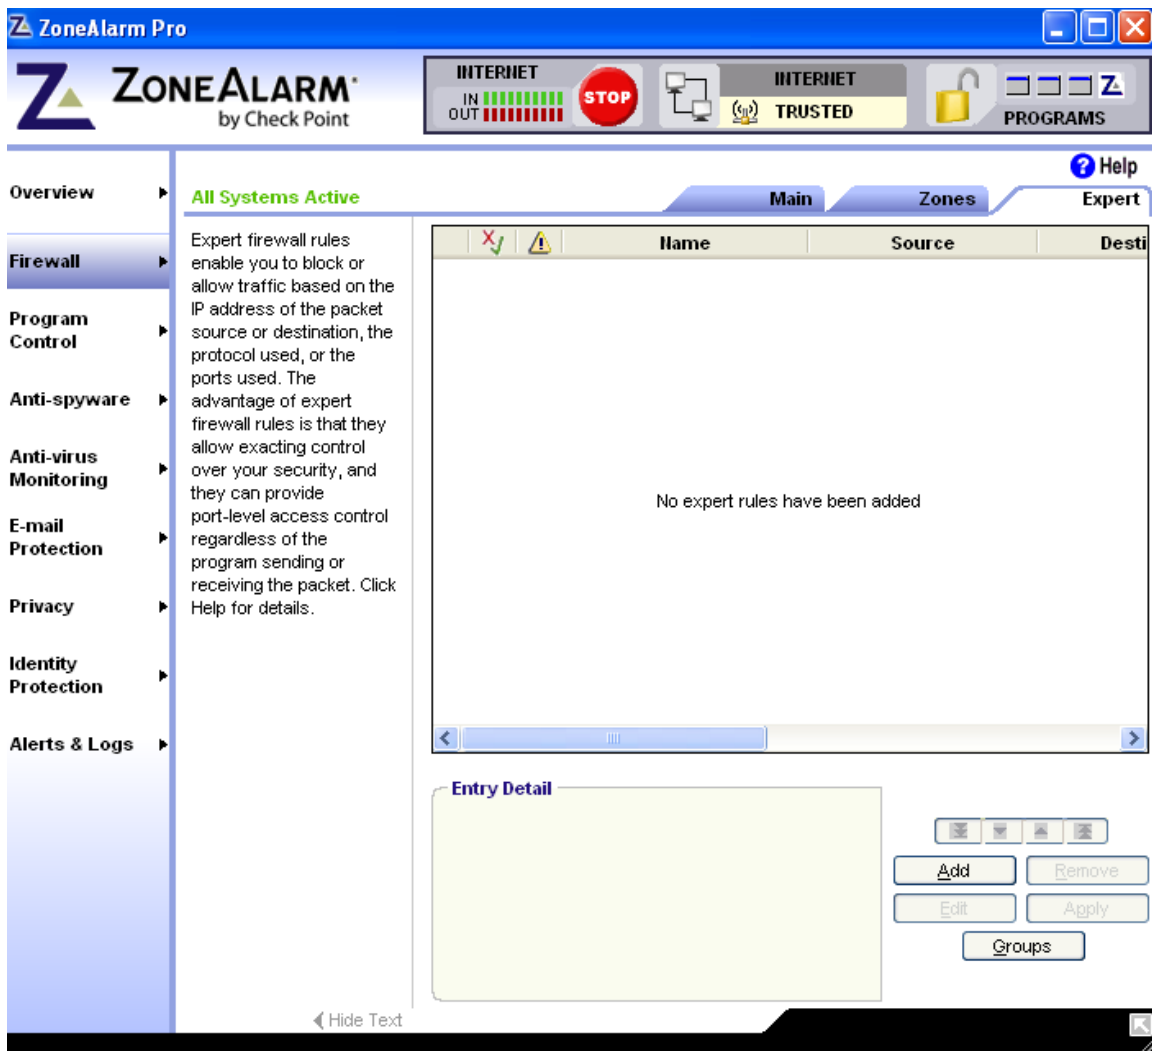 ZoneAlarm Pro
ZONEALARM
by Check Point
INTERNET
IN
OUT
STOP
INTERNET
TRUSTED
PROGRAMS
Help
Overview
Firewall
Program
Control
Anti-spyware
Anti-virus
Monitoring
E-mail
Protection
Privacy
Identity
Protection
Alerts & Logs
All Systems Active
Main
Zones
Expert
Expert firewall rules
enable you to block or
allow traffic based on the
IP address of the packet
source or destination, the
protocol used, or the
ports used. The
advantage of expert
firewall rules is that they
allow exacting control
over your security, and
they can provide
port-level access control
regardless of the
program sending or
receiving the packet. Click
Help for details.
Name
Source
Desti
No expert rules have been added
Entry Detail
Add
Remove
Edit
Apply
Groups
Hide Text